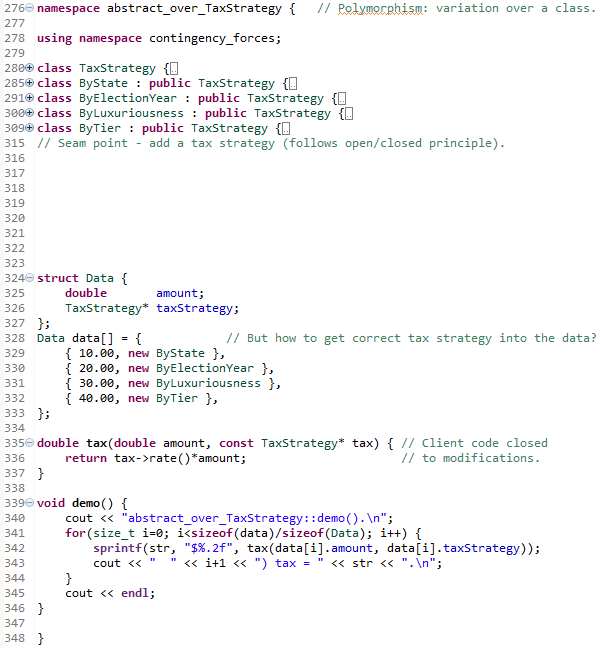 276 namespace abstract_over_TaxStrategy {   // Polymorphism: variation over a class.
277
278 using namespace contingency_forces;
279
280 class TaxStrategy {
285 class ByState : public TaxStrategy {
291 class ByElectionYear : public TaxStrategy {
300 class ByLuxuriousness : public TaxStrategy {
309 class ByTier : public TaxStrategy {
315 // Seam point - add a tax strategy (follows open/closed principle).
316
317
318
319
320
321
322
323
324 struct Data {
325     double       amount;
326     TaxStrategy* taxStrategy;
327 };
328 Data data[] = {            // But how to get correct tax strategy into the data?
329     { 10.00, new ByState },
330     { 20.00, new ByElectionYear },
331     { 30.00, new ByLuxuriousness },
332     { 40.00, new ByTier },
333 };
334
335 double tax(double amount, const TaxStrategy* tax) { // Client code closed
336     return tax->rate()*amount;                      // to modifications.
337 }
338
339 void demo() {
340     cout << "abstract_over_TaxStrategy::demo().\n";
341     for(size_t i=0; i<sizeof(data)/sizeof(Data); i++) {
342         sprintf(str, "$%.2f", tax(data[i].amount, data[i].taxStrategy));
343         cout << "  " << i+1 << ") tax = " << str << ".\n";
344     }
345     cout << endl;
346 }
347
348 }